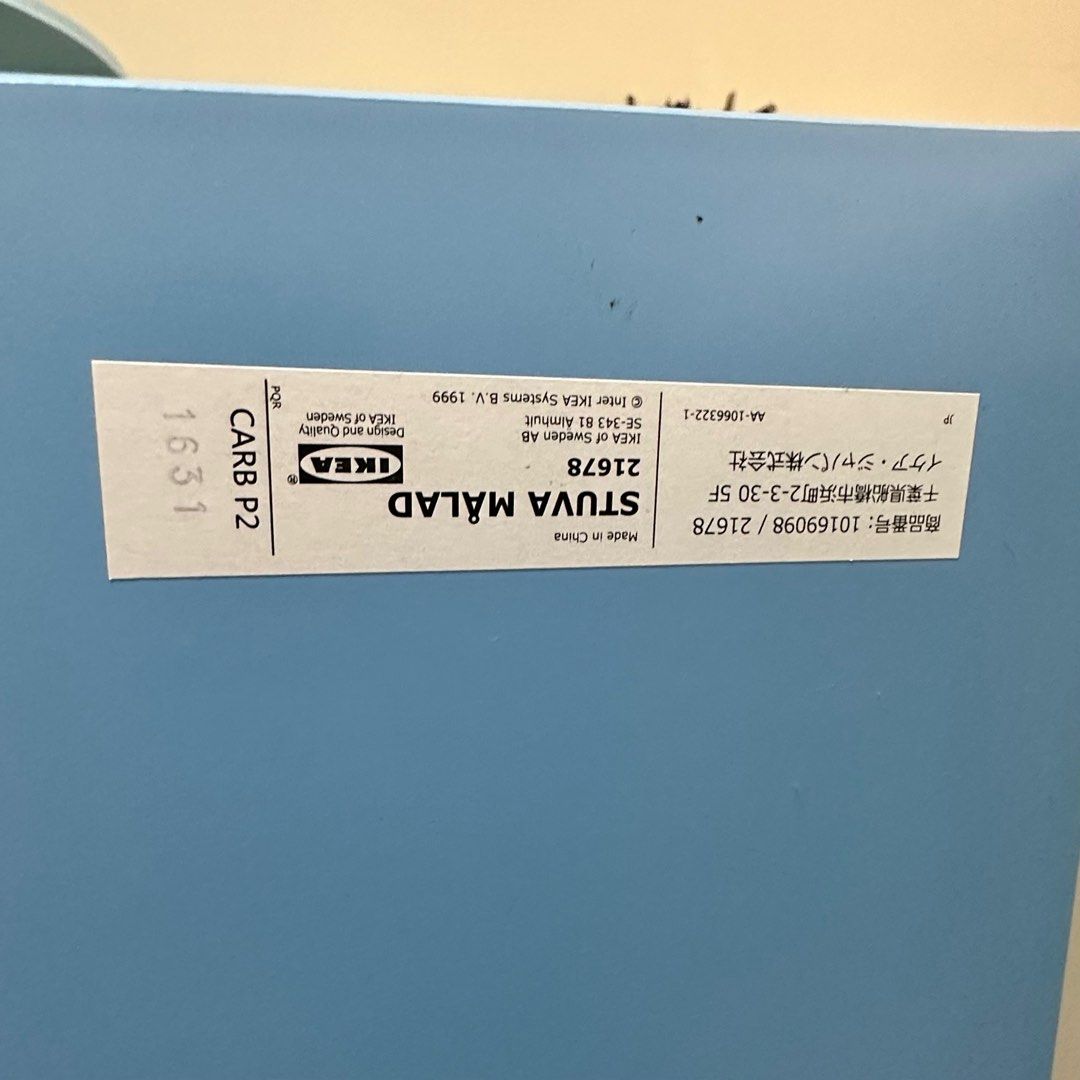 商品番号: 10169098 / 21678
千葉県船橋市浜町2-3-30 5F
イケア・ジャパン株式会社
AA-1066322-1
JP
Made in China
STUVA MÅLAD
21678
IKEA of Sweden AB
SE-343 81 Älmhult
© Inter IKEA Systems B.V. 1999
IKEA®
Design and Quality
IKEA of Sweden
PQR
CARB P2
1631